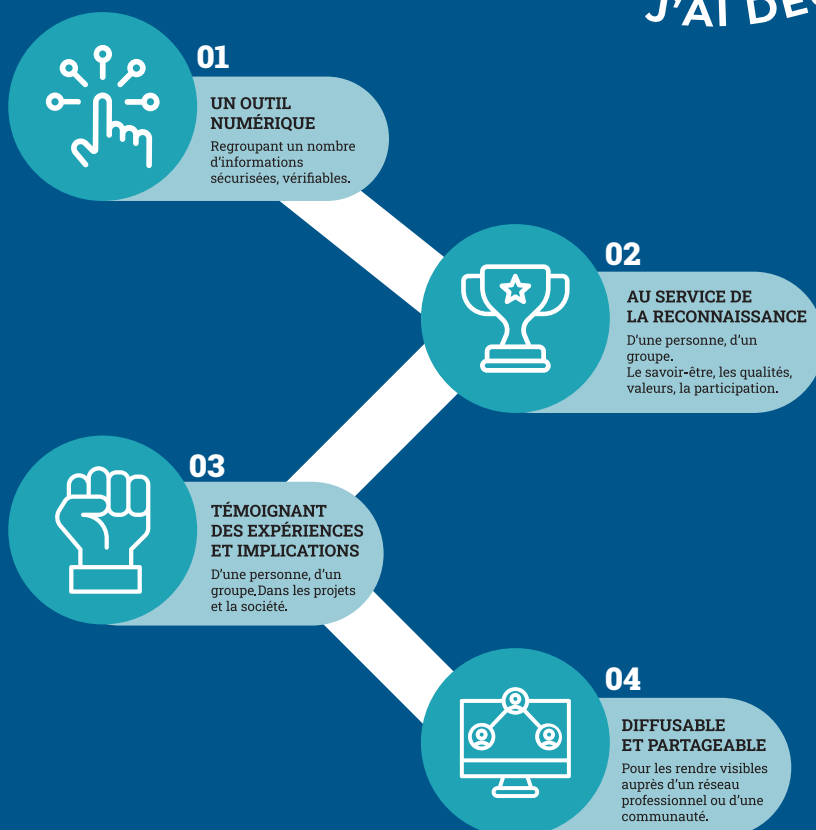 J'AI
01
UN OUTIL
NUMÉRIQUE
Regroupant un nombre
d'informations
sécurisées, vérifiables.
02
AU SERVICE DE
LA RECONNAISSANCE
D'une personne, d'un
groupe.
Le savoir-être, les qualités,
valeurs, la participation.
03
TÉMOIGNANT
DES EXPÉRIENCES
ET IMPLICATIONS
D'une personne, d'un
groupe.Dans les projets
et la société.
04
DIFFUSABLE
ET PARTAGEABLE
Pour les rendre visibles
auprès d'un réseau
professionnel ou d'une
communauté.